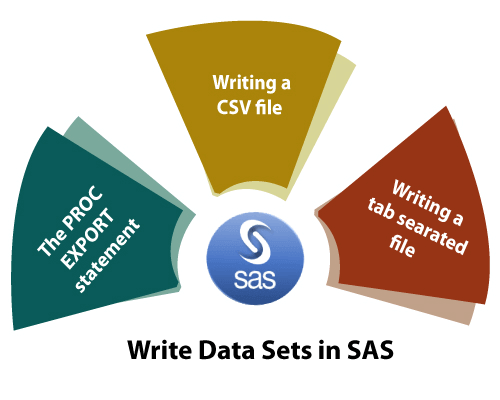 The PROC
EXPORT
statement
Writing a
CSV file
Writing a
tab searated
file
sas
Write Data Sets in SAS